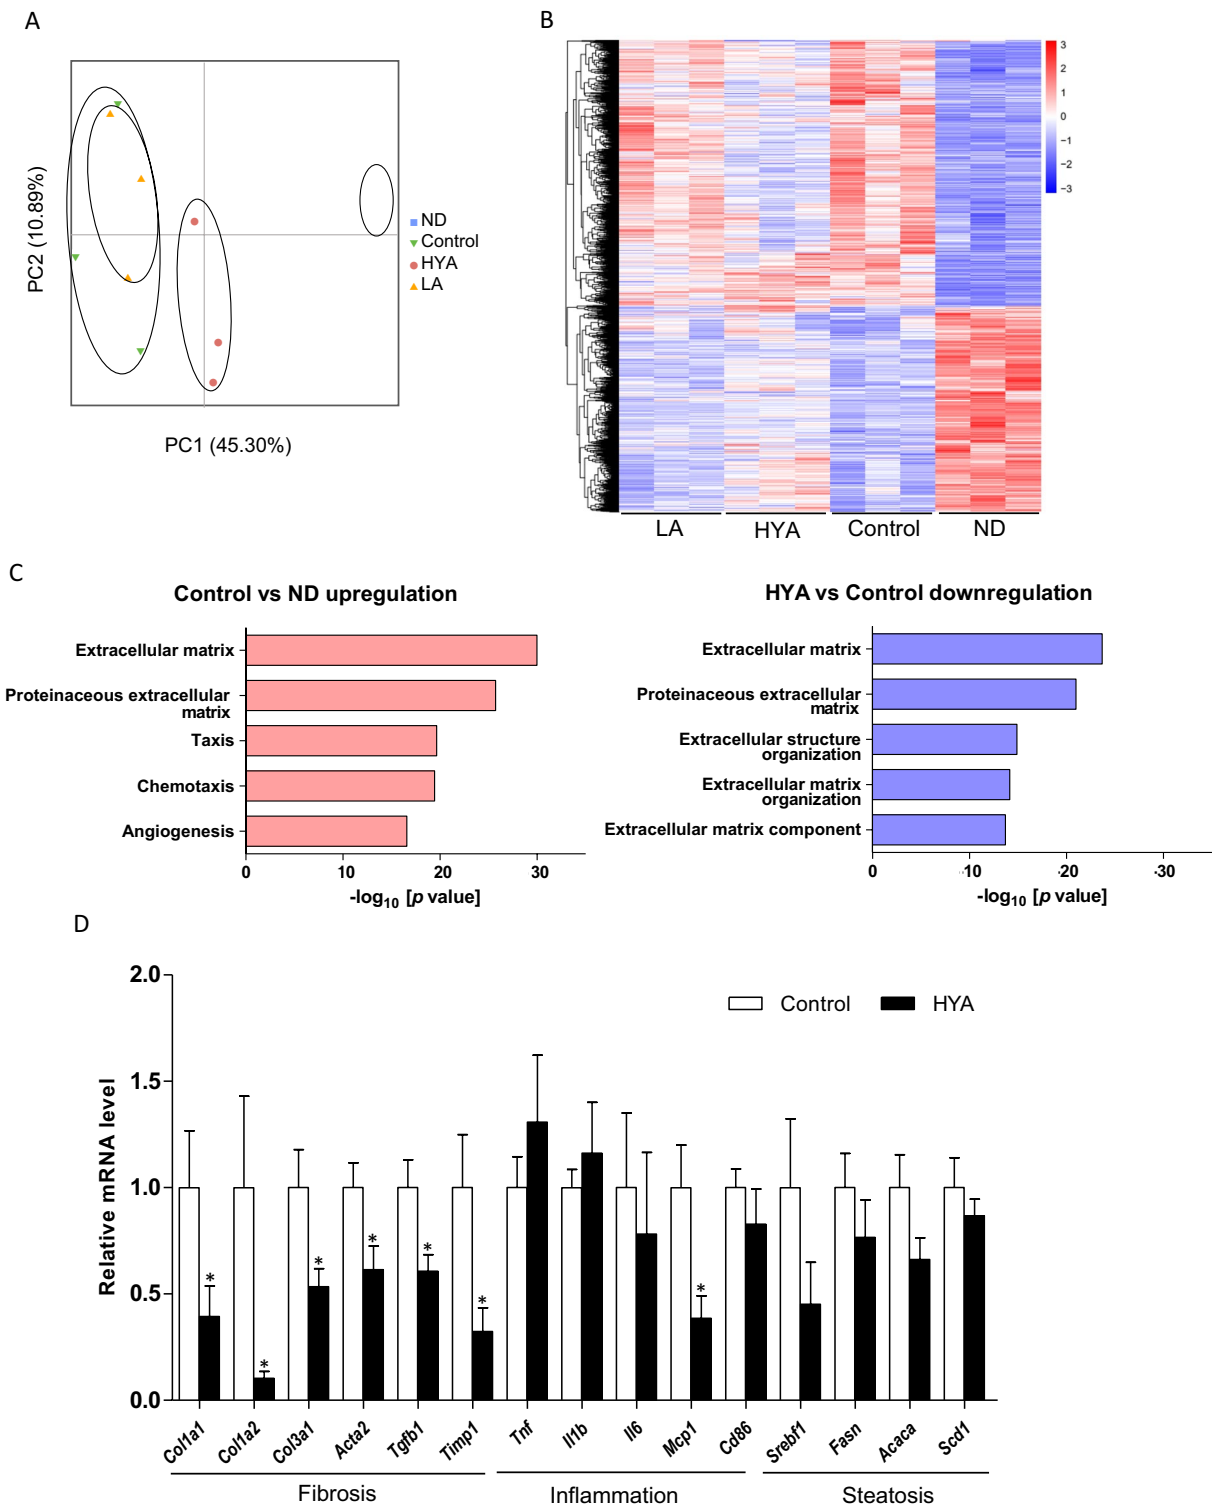 A
PC2 (10.89%)
PC1 (45.30%)
ND
Control
HYA
LA
B
3
2
1
0
−1
−2
−3
LA
HYA
Control
ND
C
Control vs ND upregulation
Extracellular matrix
Proteinaceous extracellular
matrix
Taxis
Chemotaxis
Angiogenesis
0
10
20
30
-log10 [p value]
HYA vs Control downregulation
Extracellular matrix
Proteinaceous extracellular
matrix
Extracellular structure
organization
Extracellular matrix
organization
Extracellular matrix component
0
-10
-20
-30
-log10 [p value]
D
Relative mRNA level
2.0
1.5
1.0
0.5
0.0
Control
HYA
*
*
*
*
*
*
*
Col1a1
Col1a2
Col3a1
Acta2
Tgfb1
Timp1
Tnf
Il1b
Il6
Mcp1
Cd86
Srebf1
Fasn
Acaca
Scd1
Fibrosis
Inflammation
Steatosis